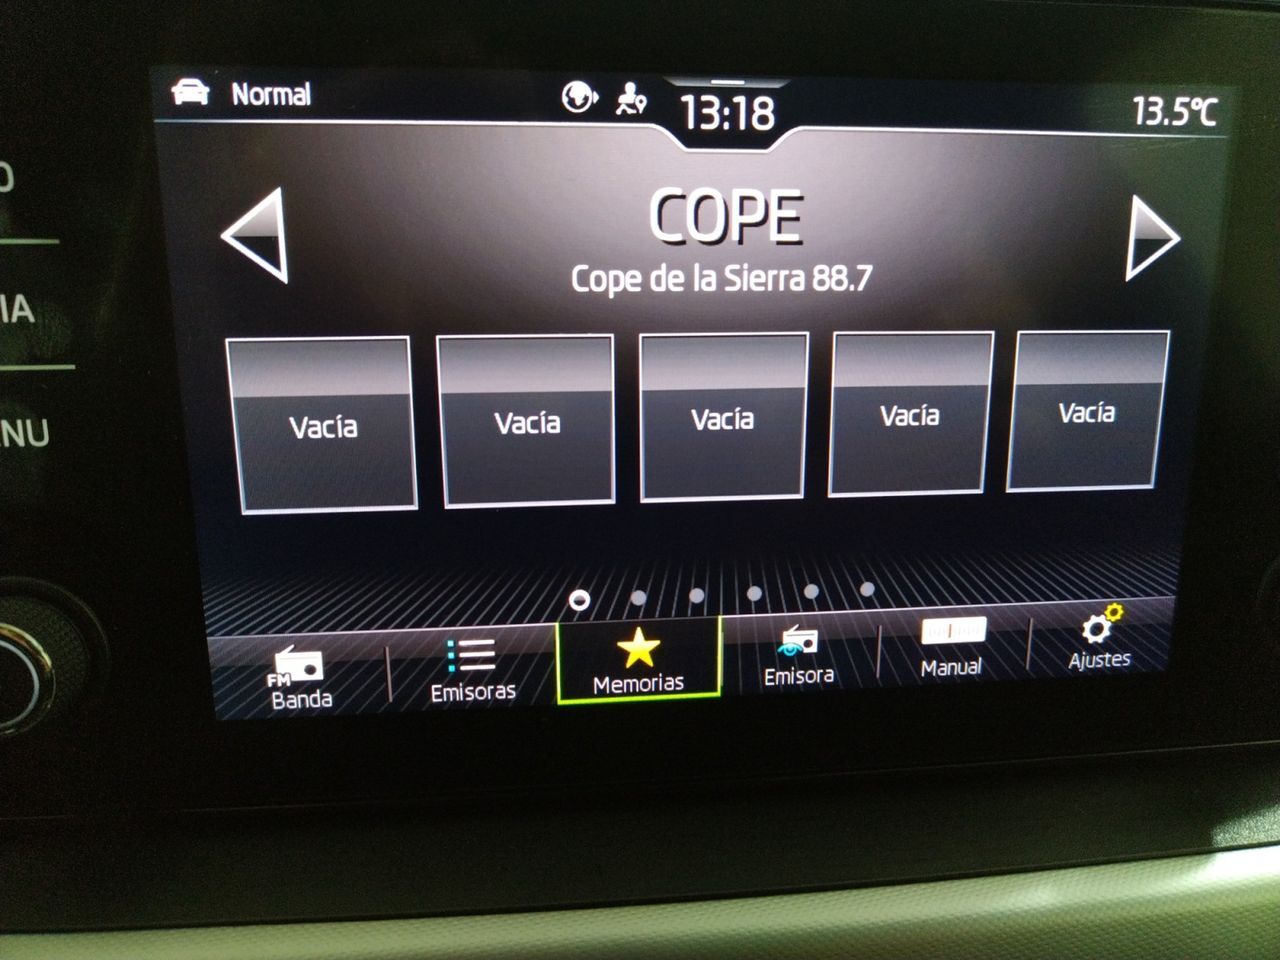 Normal
13:18
13.5°C
COPE
Cope de la Sierra 88.7
Vacía
Vacía
Vacía
Vacía
Vacía
FM
Banda
Emisoras
Memorias
Emisora
Manual
Ajustes